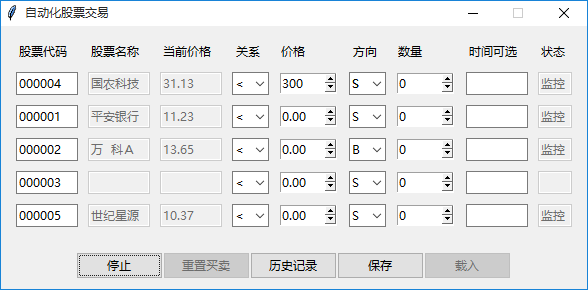 自动化股票交易
股票代码 股票名称 当前价格 关系 价格 方向 数量 时间可选 状态
000004 国农科技 31.13 < 300 S 0 监控
000001 平安银行 11.23 < 0.00 S 0 监控
000002 万 科Ａ 13.65 < 0.00 B 0 监控
000003 < 0.00 S 0
000005 世纪星源 10.37 < 0.00 S 0 监控
停止 重置买卖 历史记录 保存 载入